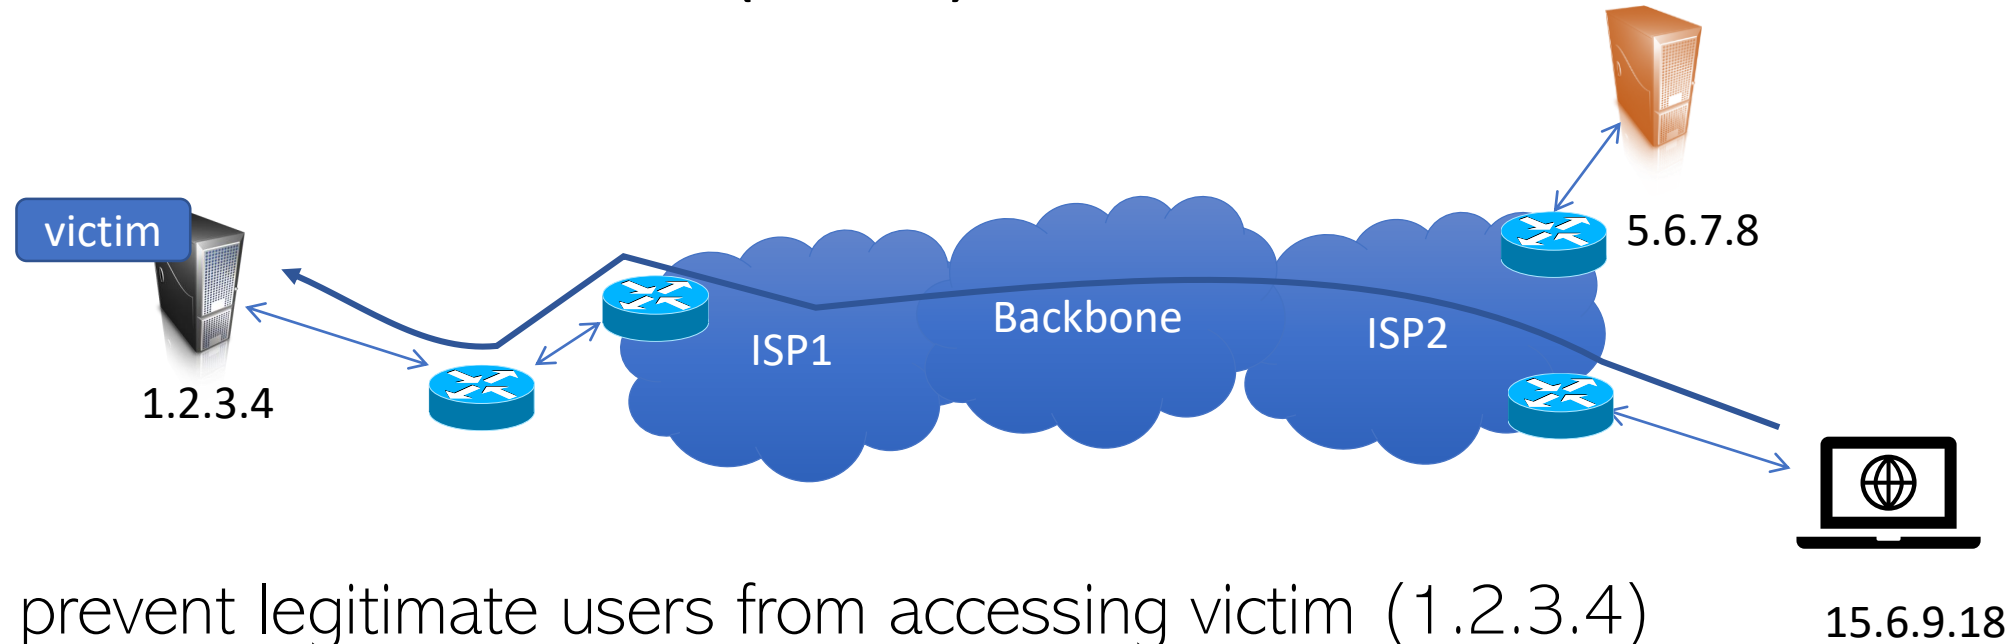 victim
5.6.7.8
Backbone
ISP2
ISP1
1.2.3.4
prevent legitimate users from accessing victim (1.2.3.4)
15.6.9.18